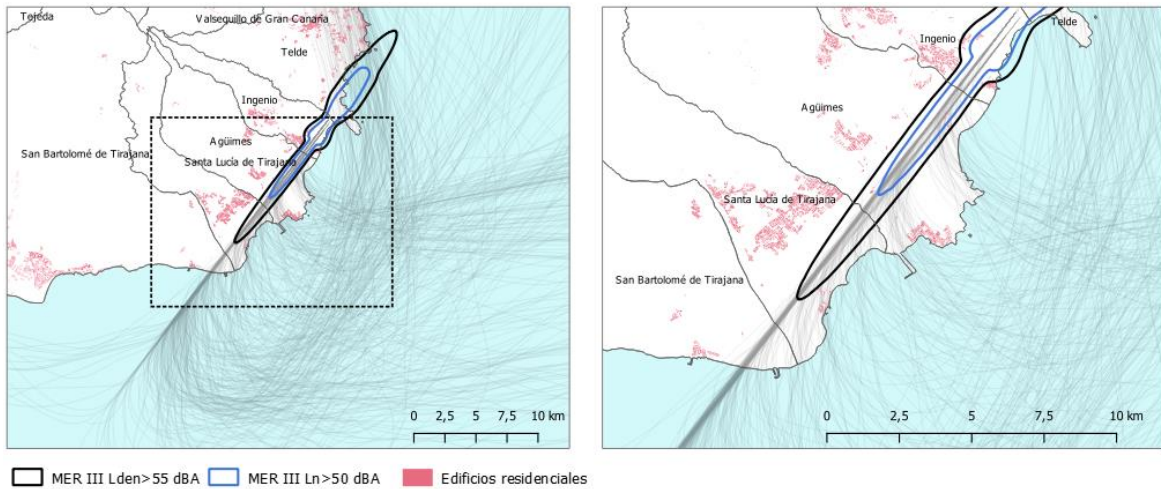 Tejeda
Valsequillo de Gran Canaria
Telde
Ingenio
Agüimes
San Bartolomé de Tirajana
Santa Lucía de Tirajana
0 2,5 5 7,5 10 km
Telde
Ingenio
Agüimes
Santa Lucía de Tirajana
San Bartolomé de Tirajana
0 2,5 5 7,5 10 km
MER III Lden>55 dBA MER III Ln>50 dBA Edificios residenciales